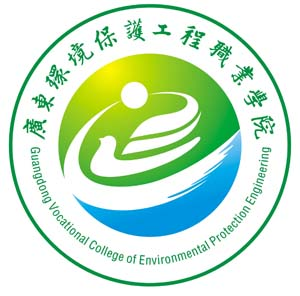 廣東環境保護工程職業學院
Guangdong Vocational College of Environmental Protection Engineering